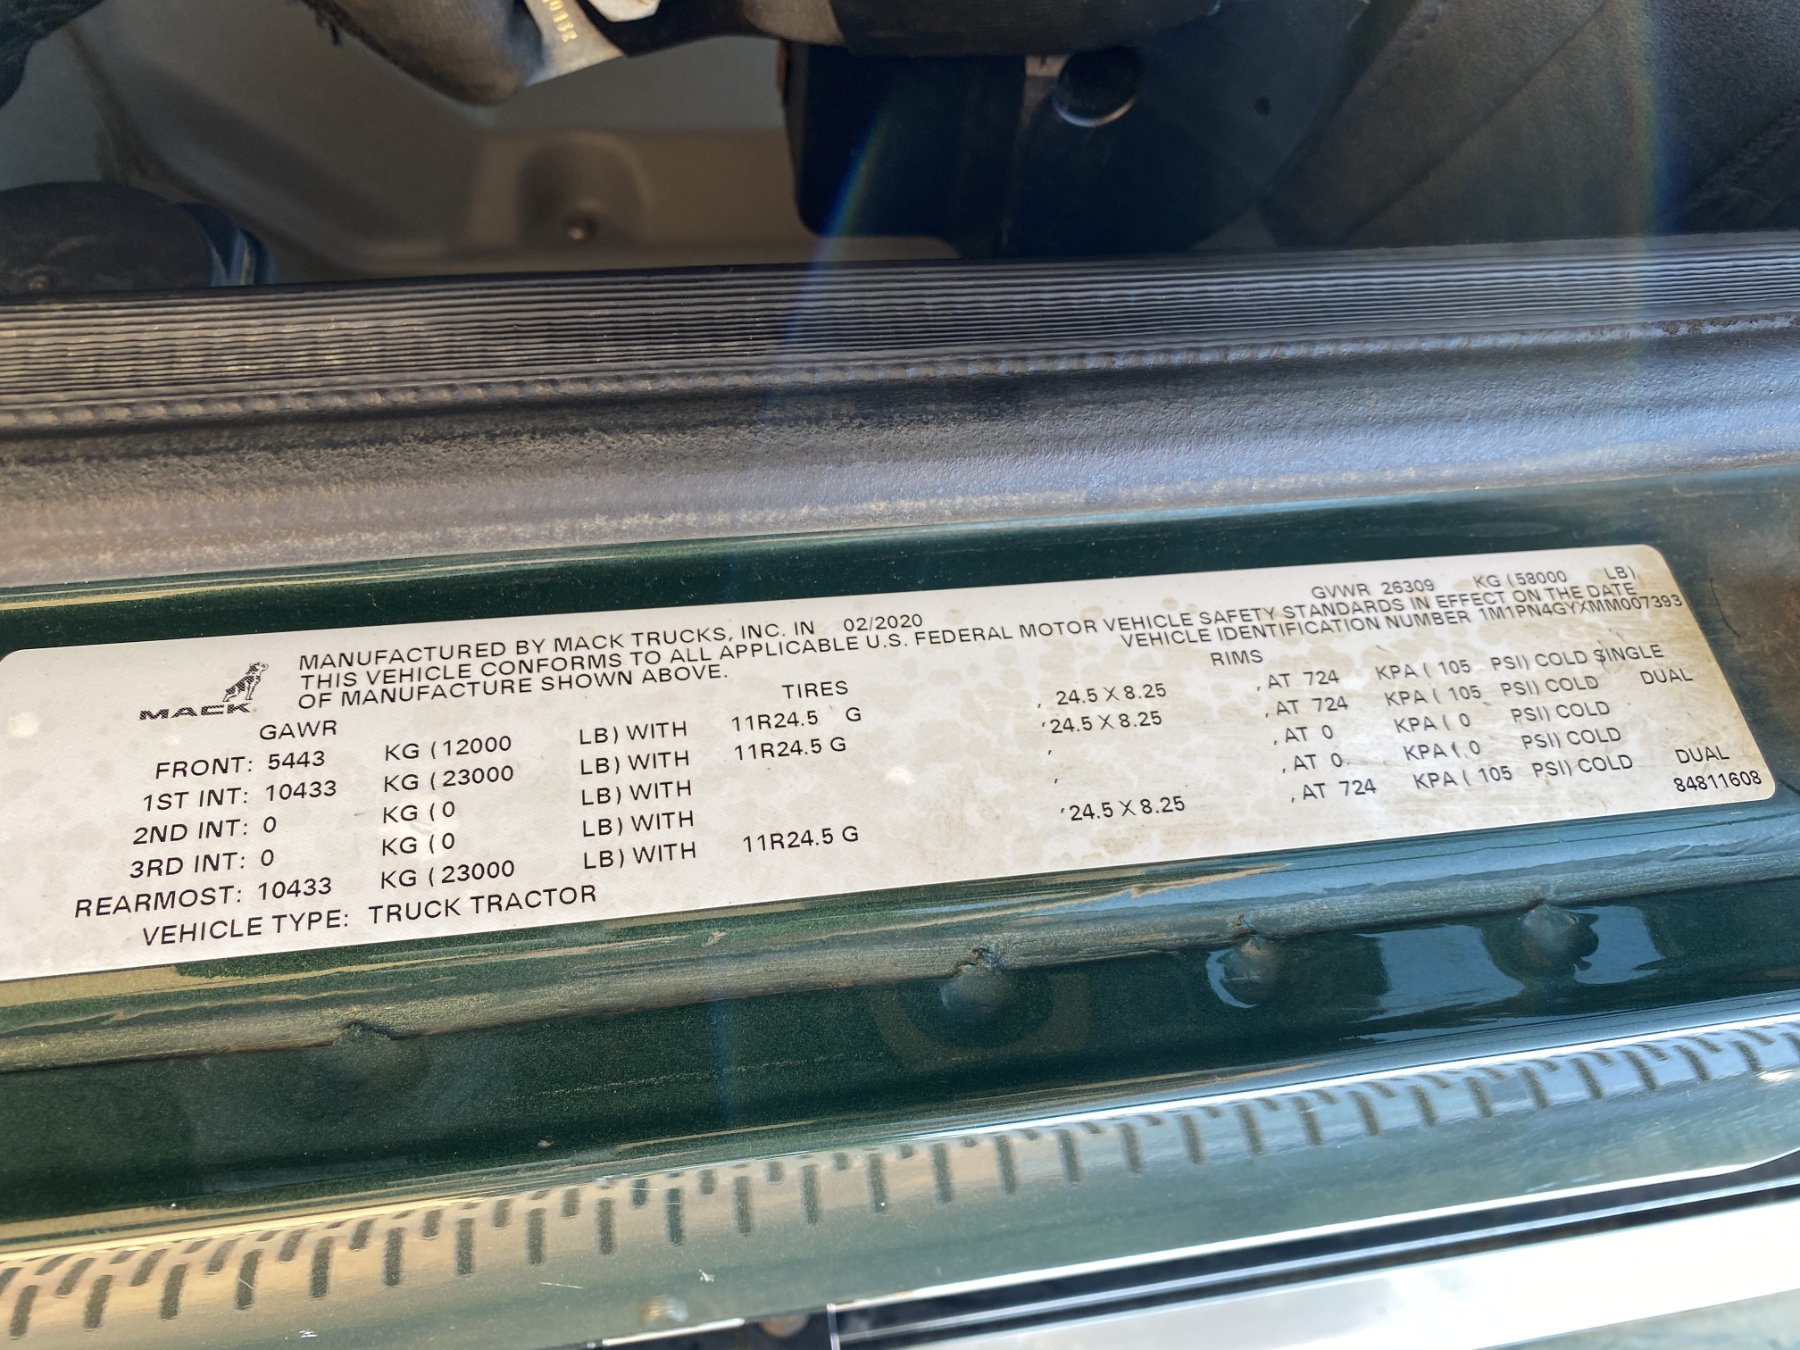 0132
GVWR 26309 KG (58000 LB)
MANUFACTURED BY MACK TRUCKS, INC. IN 02/2020
THIS VEHICLE CONFORMS TO ALL APPLICABLE U.S. FEDERAL MOTOR VEHICLE SAFETY STANDARDS IN EFFECT ON THE DATE
OF MANUFACTURE SHOWN ABOVE. VEHICLE IDENTIFICATION NUMBER 1M1PN4GYXMM007393
MACK
GAWR TIRES RIMS
FRONT: 5443 KG (12000 LB) WITH 11R24.5 G , 24.5 X 8.25 , AT 724 KPA ( 105 PSI) COLD SINGLE
1ST INT: 10433 KG (23000 LB) WITH 11R24.5 G , 24.5 X 8.25 , AT 724 KPA ( 105 PSI) COLD DUAL
2ND INT: 0 KG (0 LB) WITH , , AT 0 KPA ( 0 PSI) COLD
3RD INT: 0 KG (0 LB) WITH , , AT 0 KPA ( 0 PSI) COLD
REARMOST: 10433 KG (23000 LB) WITH 11R24.5 G , 24.5 X 8.25 , AT 724 KPA ( 105 PSI) COLD DUAL
VEHICLE TYPE: TRUCK TRACTOR 84811608